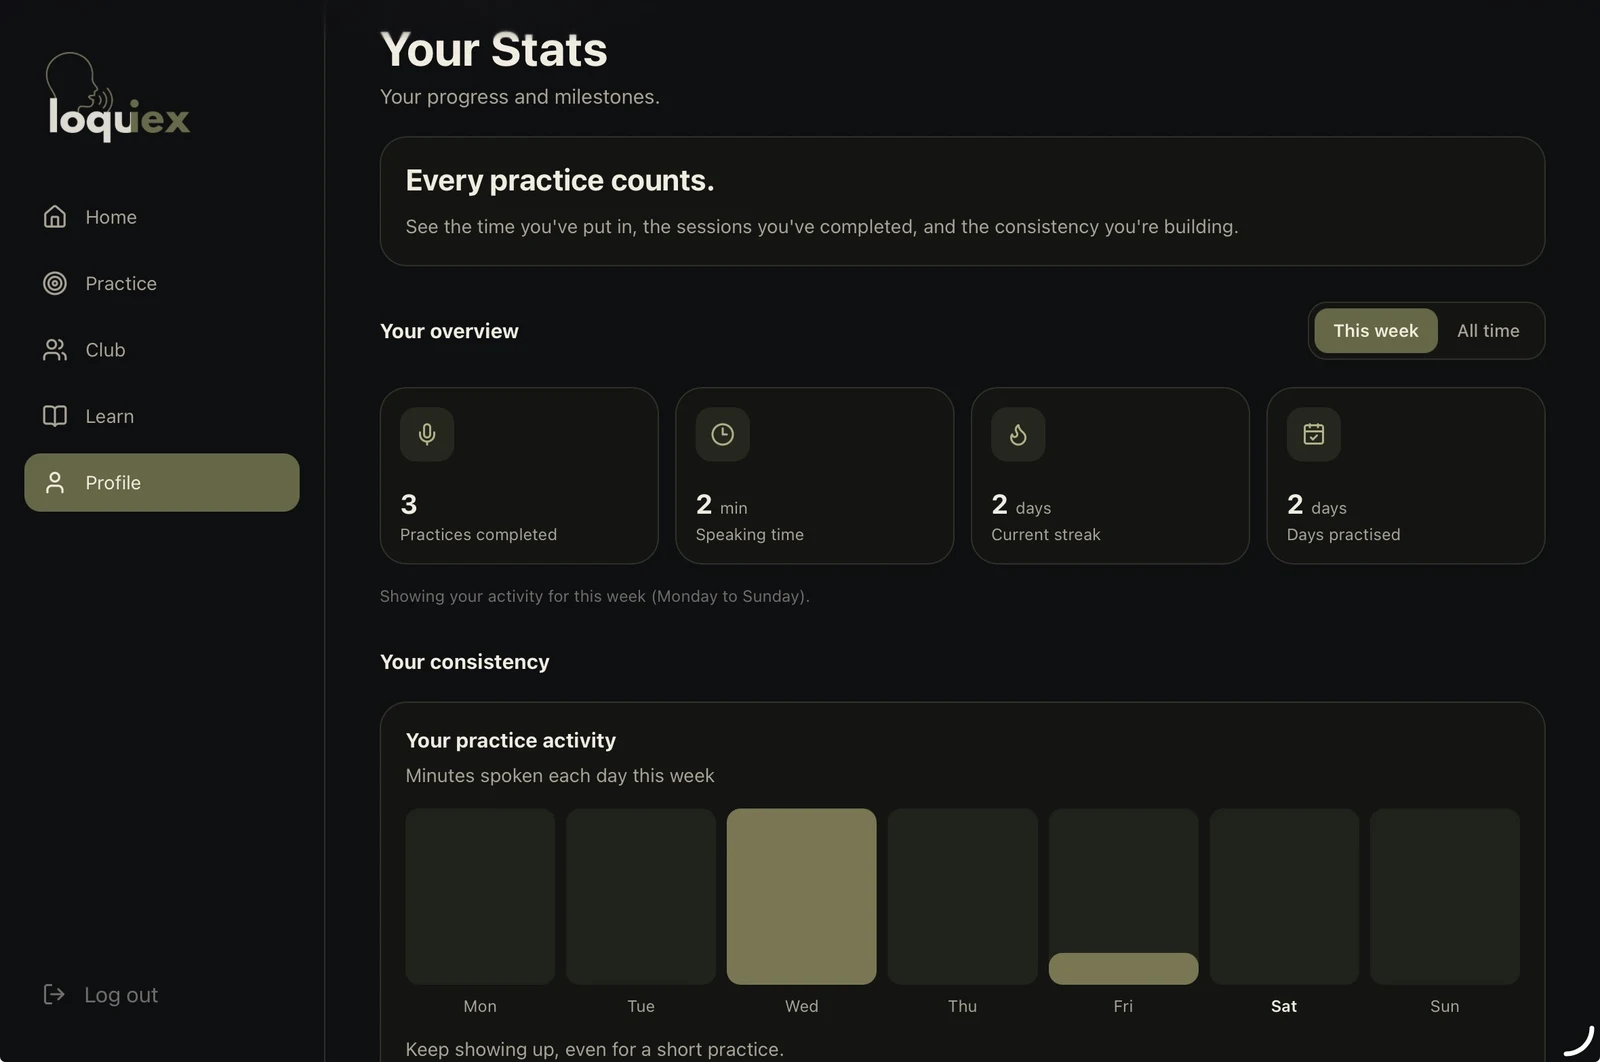 loquiex
Home
Practice
Club
Learn
Profile
Log out
Your Stats
Your progress and milestones.
Every practice counts.
See the time you've put in, the sessions you've completed, and the consistency you're building.
Your overview
This week
All time
3
Practices completed
2 min
Speaking time
2 days
Current streak
2 days
Days practised
Showing your activity for this week (Monday to Sunday).
Your consistency
Your practice activity
Minutes spoken each day this week
Mon
Tue
Wed
Thu
Fri
Sat
Sun
Keep showing up, even for a short practice.